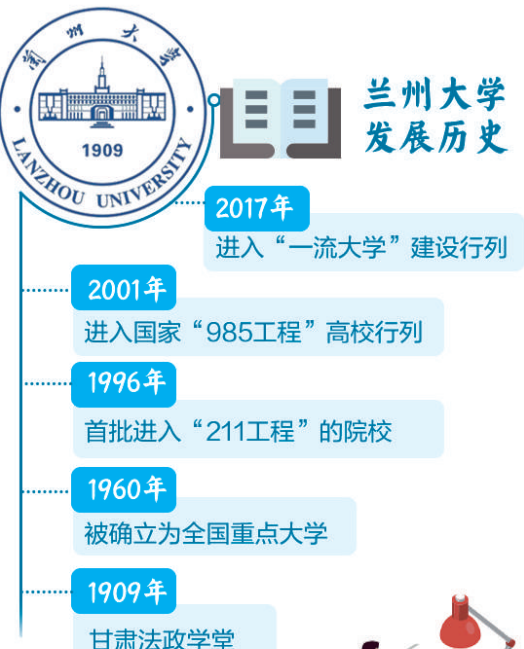 兰州大学
1909
LANZHOU UNIVERSITY
兰州大学
发展历史
2017年
进入“一流大学”建设行列
2001年
进入国家“985工程”高校行列
1996年
首批进入“211工程”的院校
1960年
被确立为全国重点大学
1909年
甘肃法政学堂